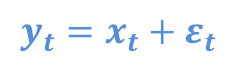 yₜ = xₜ + εₜ